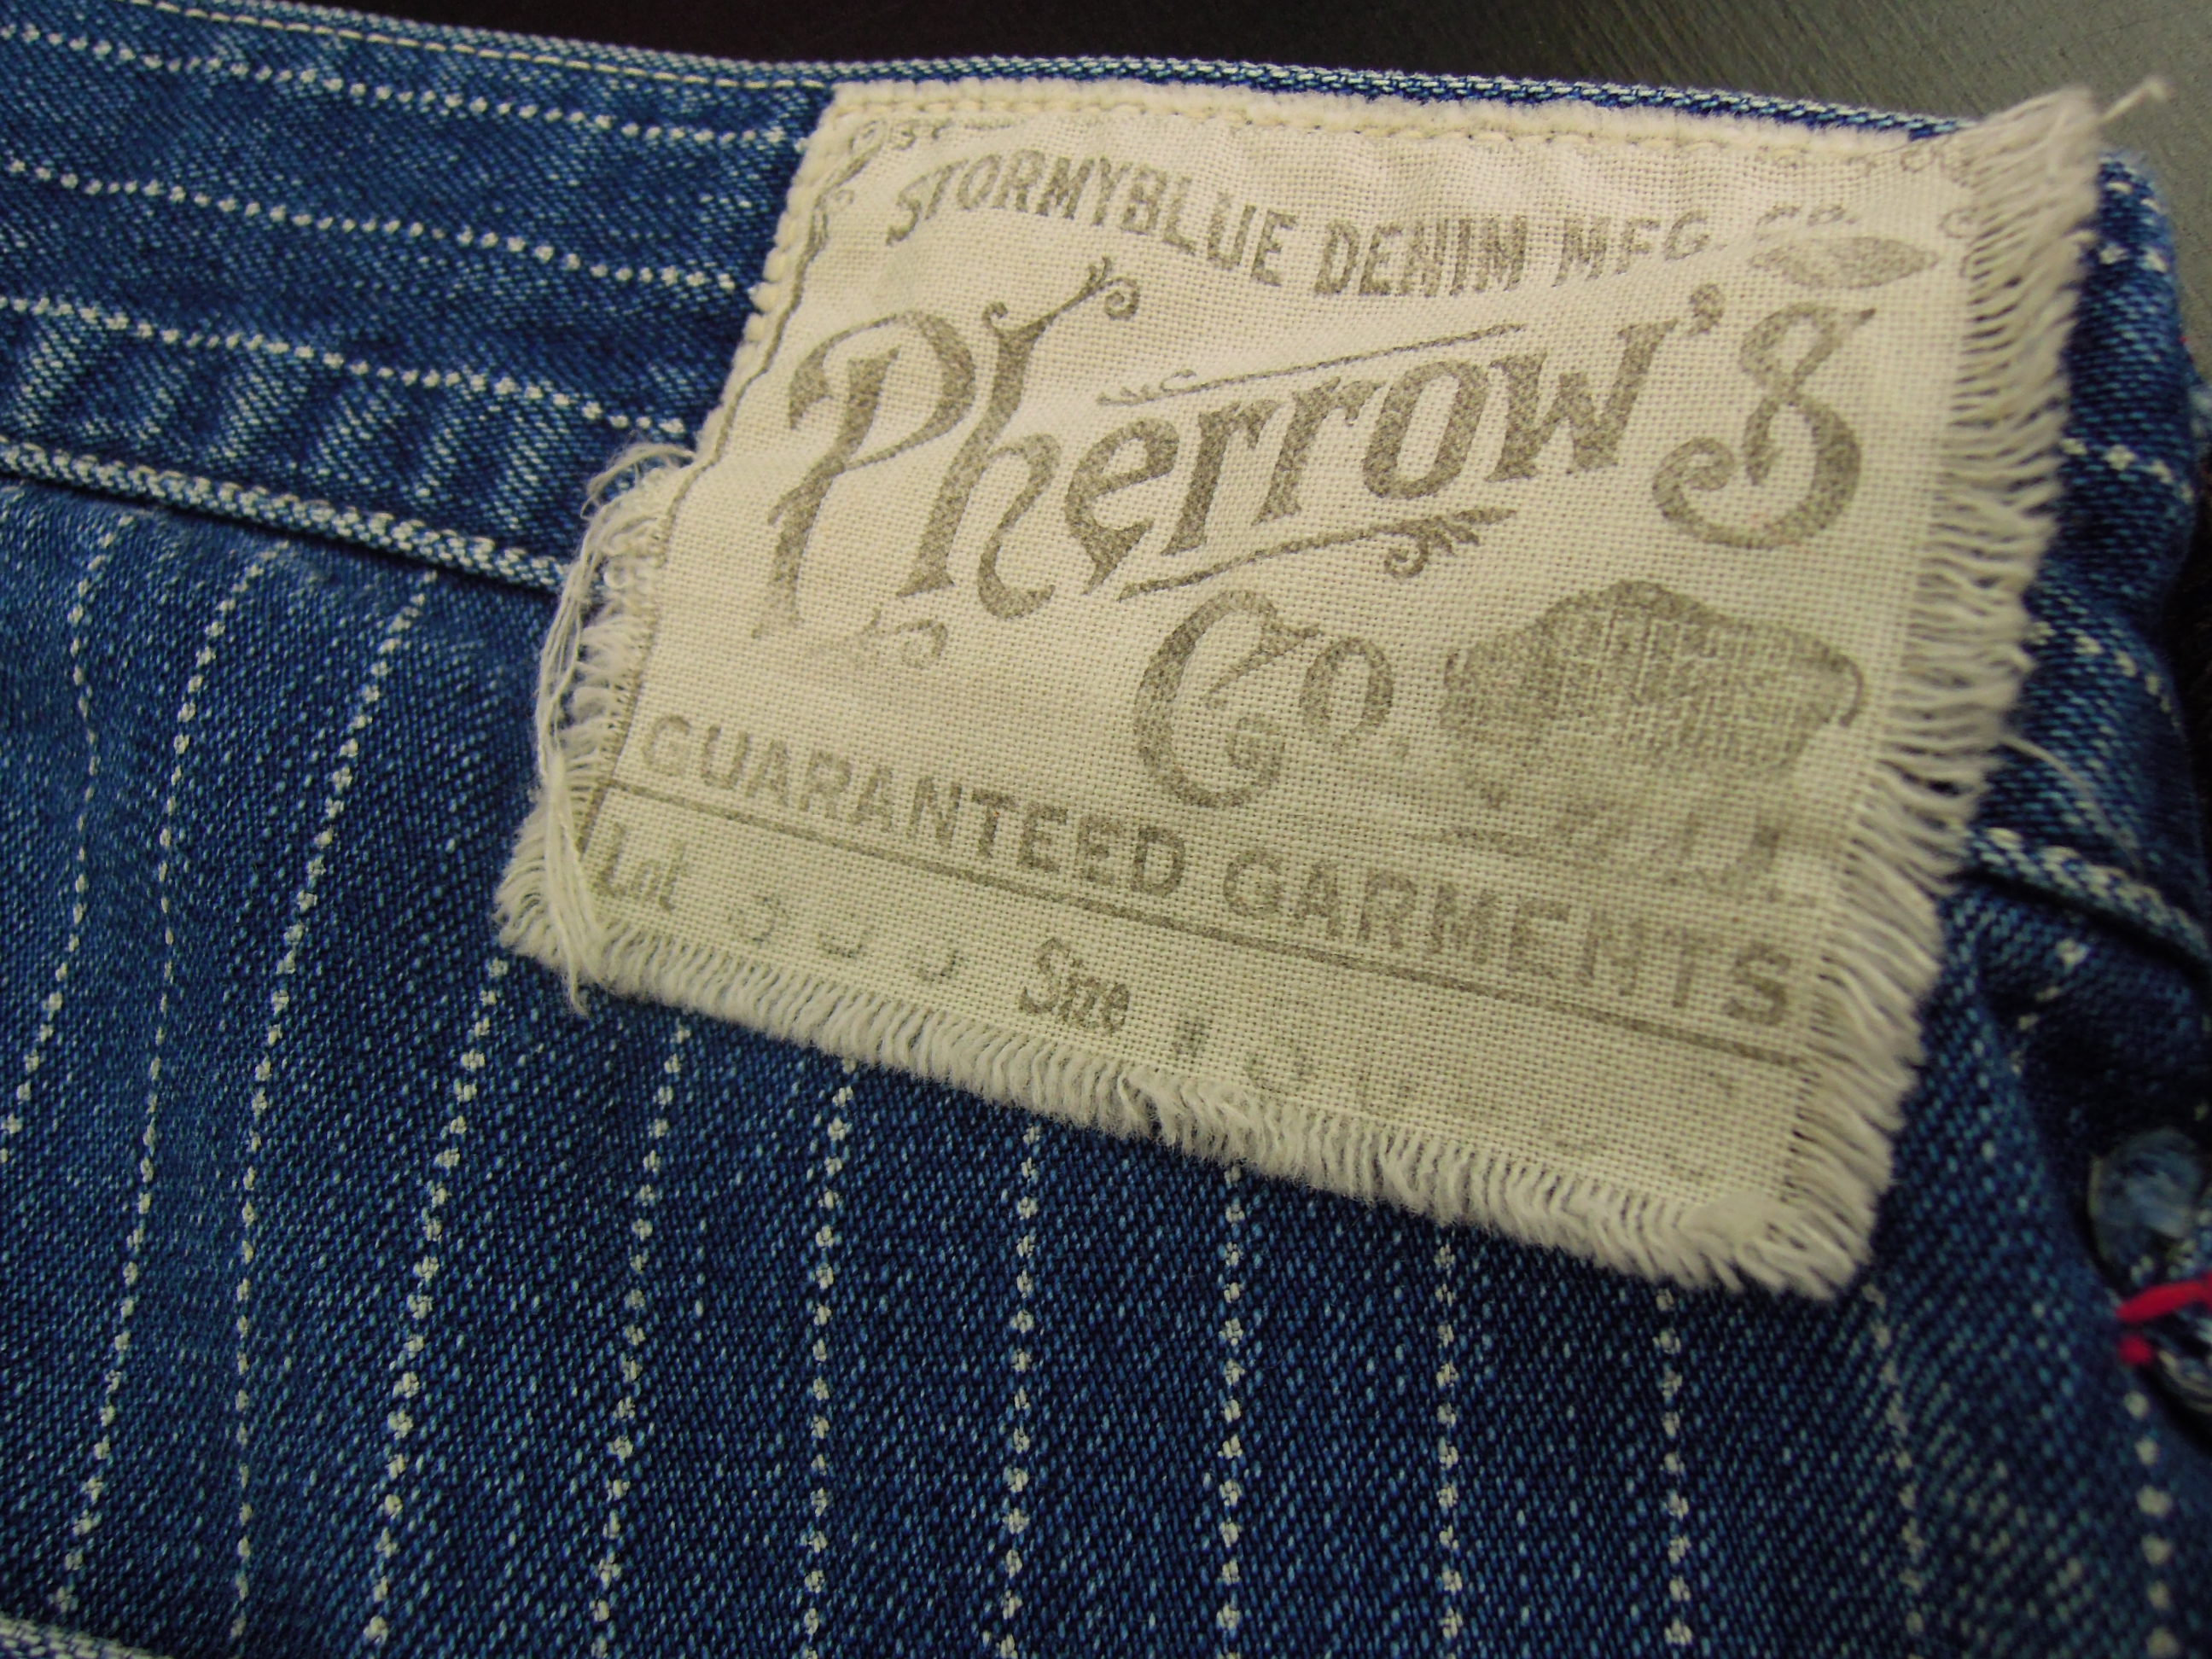 STORMYBLUE DENIM MFG. CO.
Pherrow's
Co.
GUARANTEED GARMENTS
Lot
Size